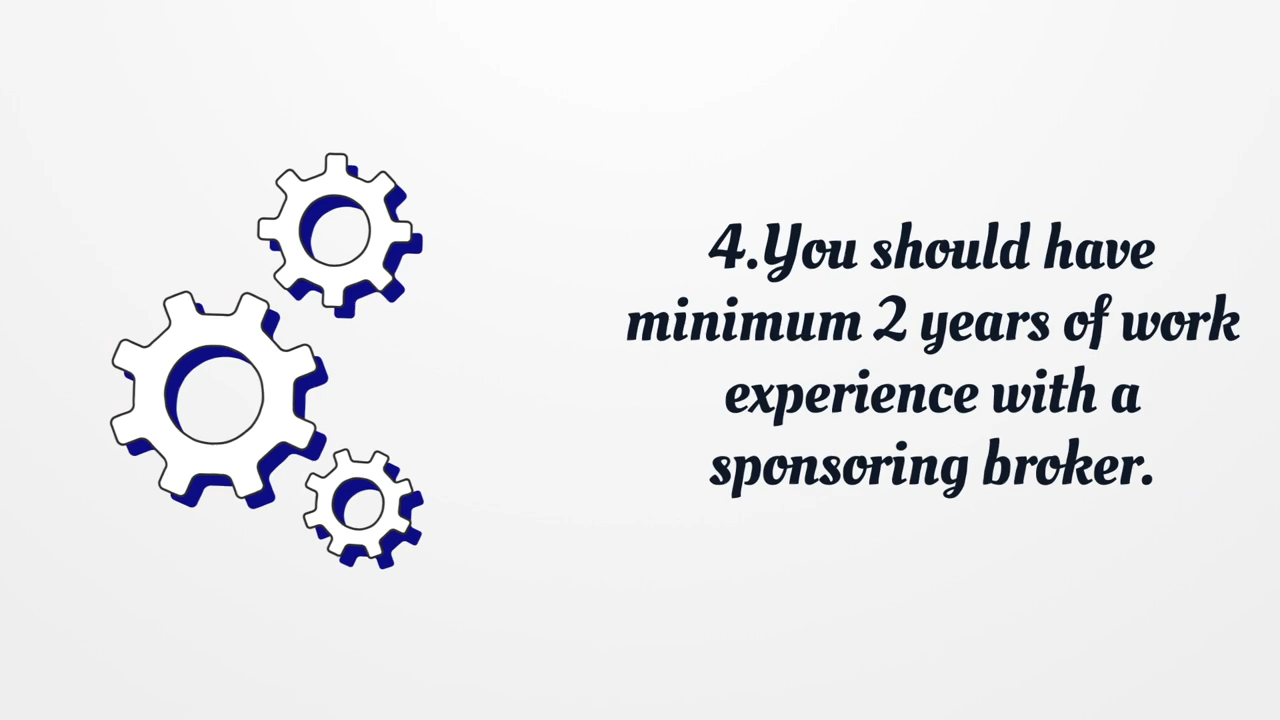 4.You should have
minimum 2 years of work
experience with a
sponsoring broker.